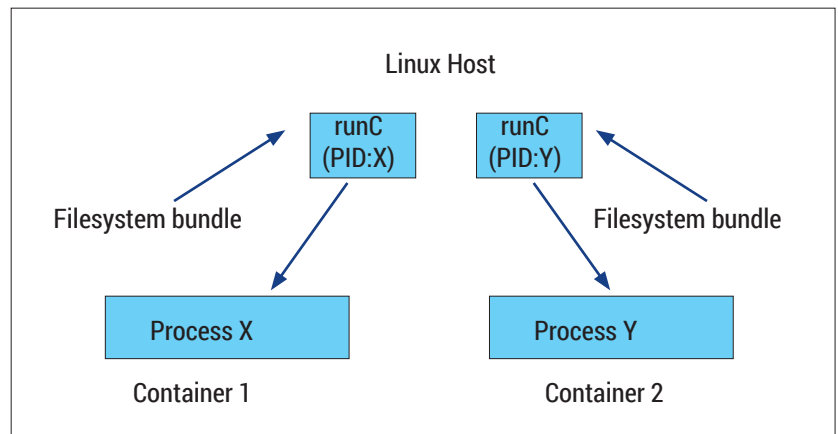 Linux Host
runC
(PID:X)
runC
(PID:Y)
Filesystem bundle
Filesystem bundle
Process X
Process Y
Container 1
Container 2